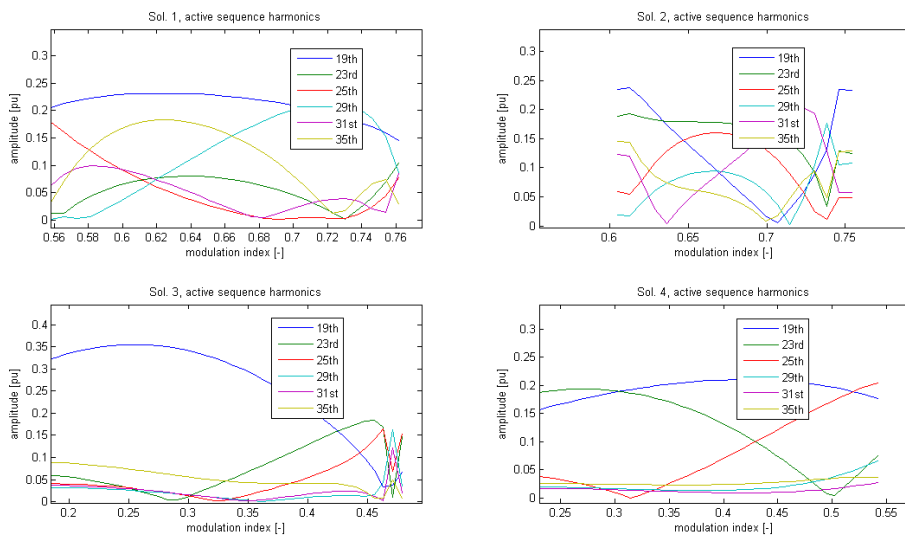 Sol. 1, active sequence harmonics
amplitude [pu]
0.3
0.25
0.2
0.15
0.1
0.05
0
0.56 0.58 0.6 0.62 0.64 0.66 0.68 0.7 0.72 0.74 0.76
modulation index [-]
19th
23rd
25th
29th
31st
35th
Sol. 2, active sequence harmonics
amplitude [pu]
0.3
0.25
0.2
0.15
0.1
0.05
0
0.6 0.65 0.7 0.75
modulation index [-]
19th
23rd
25th
29th
31st
35th
Sol. 3, active sequence harmonics
amplitude [pu]
0.4
0.35
0.3
0.25
0.2
0.15
0.1
0.05
0
0.2 0.25 0.3 0.35 0.4 0.45
modulation index [-]
19th
23rd
25th
29th
31st
35th
Sol. 4, active sequence harmonics
amplitude [pu]
0.3
0.2
0.1
0
0.25 0.3 0.35 0.4 0.45 0.5 0.55
modulation index [-]
19th
23rd
25th
29th
31st
35th